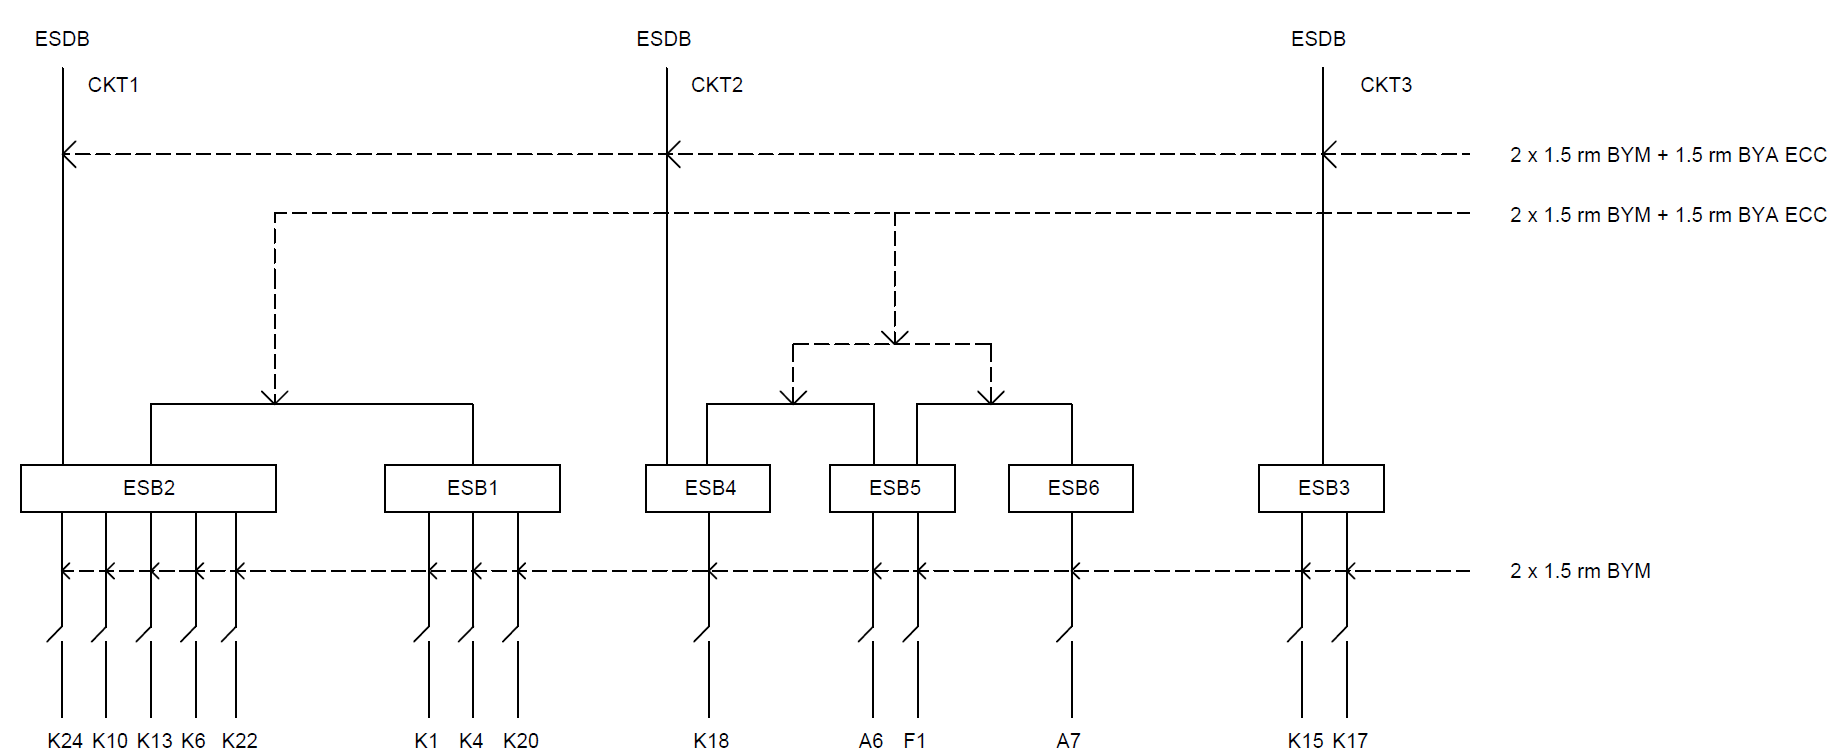 ESDB ESDB ESDB
CKT1 CKT2 CKT3
2 x 1.5 rm BYM + 1.5 rm BYA ECC
2 x 1.5 rm BYM + 1.5 rm BYA ECC
ESB2 ESB1 ESB4 ESB5 ESB6 ESB3
2 x 1.5 rm BYM
K24 K10 K13 K6 K22 K1 K4 K20 K18 A6 F1 A7 K15 K17